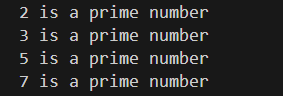 2 is a prime number
3 is a prime number
5 is a prime number
7 is a prime number